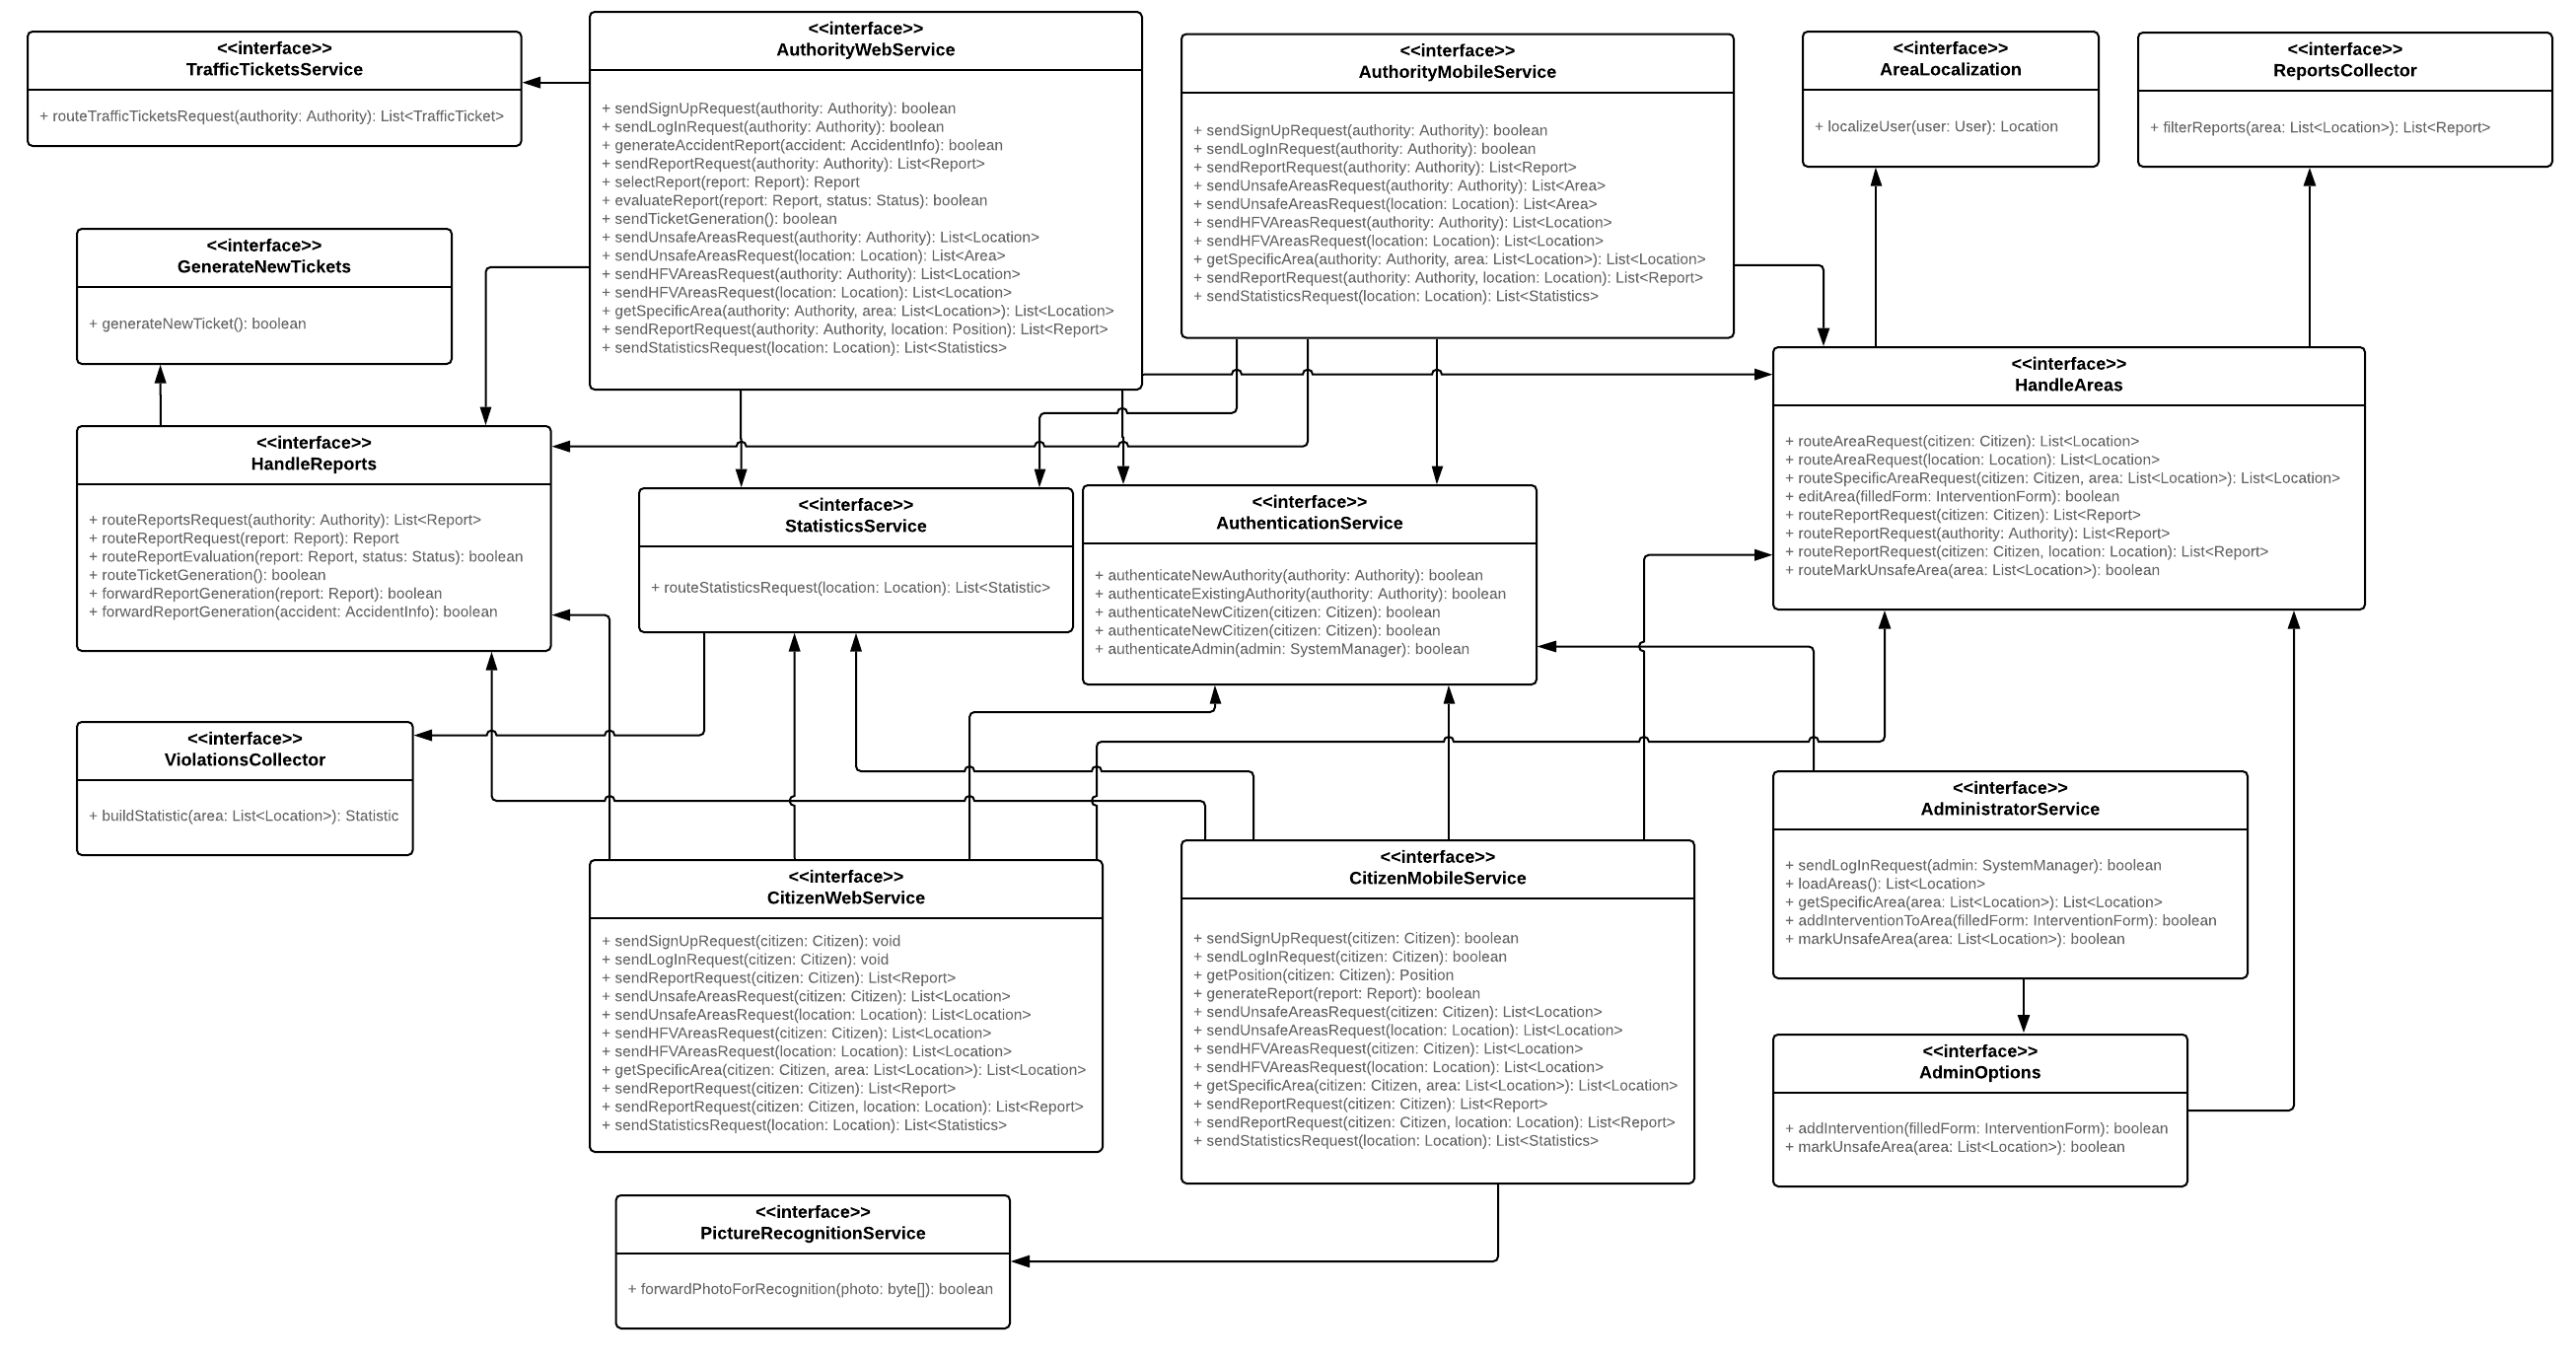 <<interface>>
TrafficTicketsService
+ routeTrafficTicketsRequest(authority: Authority): List<TrafficTicket>
<<interface>>
AuthorityWebService
+ sendSignUpRequest(authority: Authority): boolean
+ sendLogInRequest(authority: Authority): boolean
+ generateAccidentReport(accident: AccidentInfo): boolean
+ sendReportRequest(authority: Authority): List<Report>
+ selectReport(report: Report): Report
+ evaluateReport(report: Report, status: Status): boolean
+ sendTicketGeneration(): boolean
+ sendUnsafeAreasRequest(authority: Authority): List<Location>
+ sendUnsafeAreasRequest(location: Location): List<Area>
+ sendHFVAreasRequest(authority: Authority): List<Location>
+ sendHFVAreasRequest(location: Location): List<Location>
+ getSpecificArea(authority: Authority, area: List<Location>): List<Location>
+ sendReportRequest(authority: Authority, location: Position): List<Report>
+ sendStatisticsRequest(location: Location): List<Statistics>
<<interface>>
AuthorityMobileService
+ sendSignUpRequest(authority: Authority): boolean
+ sendLogInRequest(authority: Authority): boolean
+ sendReportRequest(authority: Authority): List<Report>
+ sendUnsafeAreasRequest(authority: Authority): List<Area>
+ sendUnsafeAreasRequest(location: Location): List<Area>
+ sendHFVAreasRequest(authority: Authority): List<Location>
+ sendHFVAreasRequest(location: Location): List<Location>
+ getSpecificArea(authority: Authority, area: List<Location>): List<Location>
+ sendReportRequest(authority: Authority, location: Location): List<Report>
+ sendStatisticsRequest(location: Location): List<Statistics>
<<interface>>
AreaLocalization
+ localizeUser(user: User): Location
<<interface>>
ReportsCollector
+ filterReports(area: List<Location>): List<Report>
<<interface>>
GenerateNewTickets
+ generateNewTicket(): boolean
<<interface>>
HandleReports
+ routeReportsRequest(authority: Authority): List<Report>
+ routeReportRequest(report: Report): Report
+ routeReportEvaluation(report: Report, status: Status): boolean
+ routeTicketGeneration(): boolean
+ forwardReportGeneration(report: Report): boolean
+ forwardReportGeneration(accident: AccidentInfo): boolean
<<interface>>
StatisticsService
+ routeStatisticsRequest(location: Location): List<Statistic>
<<interface>>
AuthenticationService
+ authenticateNewAuthority(authority: Authority): boolean
+ authenticateExistingAuthority(authority: Authority): boolean
+ authenticateNewCitizen(citizen: Citizen): boolean
+ authenticateNewCitizen(citizen: Citizen): boolean
+ authenticateAdmin(admin: SystemManager): boolean
<<interface>>
HandleAreas
+ routeAreaRequest(citizen: Citizen): List<Location>
+ routeAreaRequest(location: Location): List<Location>
+ routeSpecificAreaRequest(citizen: Citizen, area: List<Location>): List<Location>
+ editArea(filledForm: InterventionForm): boolean
+ routeReportRequest(citizen: Citizen): List<Report>
+ routeReportRequest(authority: Authority): List<Report>
+ routeReportRequest(citizen: Citizen, location: Location): List<Report>
+ routeMarkUnsafeArea(area: List<Location>): boolean
<<interface>>
ViolationsCollector
+ buildStatistic(area: List<Location>): Statistic
<<interface>>
CitizenWebService
+ sendSignUpRequest(citizen: Citizen): void
+ sendLogInRequest(citizen: Citizen): void
+ sendReportRequest(citizen: Citizen): List<Report>
+ sendUnsafeAreasRequest(citizen: Citizen): List<Location>
+ sendUnsafeAreasRequest(location: Location): List<Location>
+ sendHFVAreasRequest(citizen: Citizen): List<Location>
+ sendHFVAreasRequest(location: Location): List<Location>
+ getSpecificArea(citizen: Citizen, area: List<Location>): List<Location>
+ sendReportRequest(citizen: Citizen): List<Report>
+ sendReportRequest(citizen: Citizen, location: Location): List<Report>
+ sendStatisticsRequest(location: Location): List<Statistics>
<<interface>>
CitizenMobileService
+ sendSignUpRequest(citizen: Citizen): boolean
+ sendLogInRequest(citizen: Citizen): boolean
+ getPosition(citizen: Citizen): Position
+ generateReport(report: Report): boolean
+ sendUnsafeAreasRequest(citizen: Citizen): List<Location>
+ sendUnsafeAreasRequest(location: Location): List<Location>
+ sendHFVAreasRequest(citizen: Citizen): List<Location>
+ sendHFVAreasRequest(location: Location): List<Location>
+ getSpecificArea(citizen: Citizen, area: List<Location>): List<Location>
+ sendReportRequest(citizen: Citizen): List<Report>
+ sendReportRequest(citizen: Citizen, location: Location): List<Report>
+ sendStatisticsRequest(location: Location): List<Statistics>
<<interface>>
AdministratorService
+ sendLogInRequest(admin: SystemManager): boolean
+ loadAreas(): List<Location>
+ getSpecificArea(area: List<Location>): List<Location>
+ addInterventionToArea(filledForm: InterventionForm): boolean
+ markUnsafeArea(area: List<Location>): boolean
<<interface>>
AdminOptions
+ addIntervention(filledForm: InterventionForm): boolean
+ markUnsafeArea(area: List<Location>): boolean
<<interface>>
PictureRecognitionService
+ forwardPhotoForRecognition(photo: byte[]): boolean